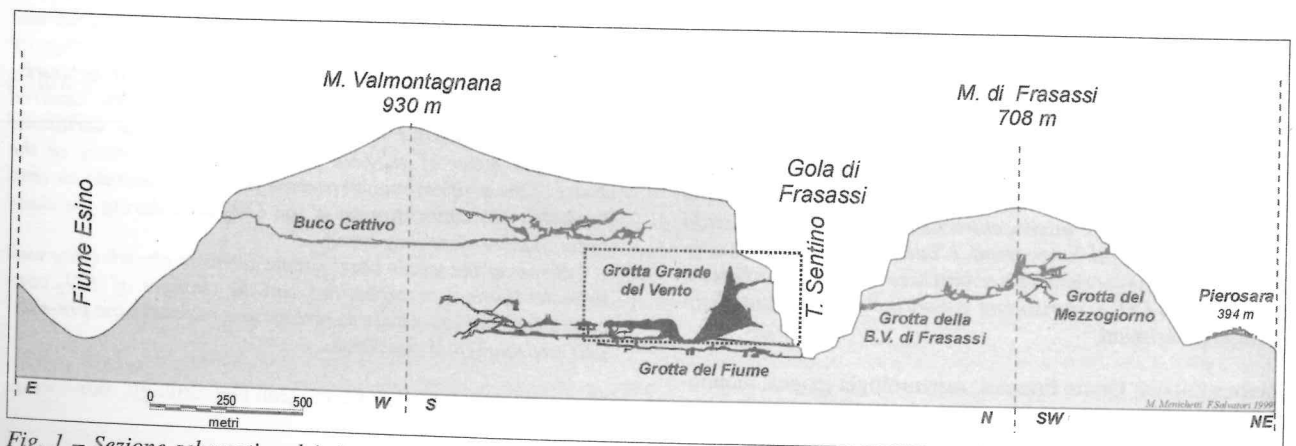 M. Valmontagnana
930 m
M. di Frasassi
708 m
Gola di
Frasassi
Fiume Esino
Buco Cattivo
T. Sentino
Grotta Grande
del Vento
Grotta della
B.V. di Frasassi
Grotta del
Mezzogiorno
Pierosara
394 m
Grotta del Fiume
E
W
S
N
SW
NE
0 250 500
metri
M. Menichetti F.Salvatori 1999
Fig. 1 – Sezione